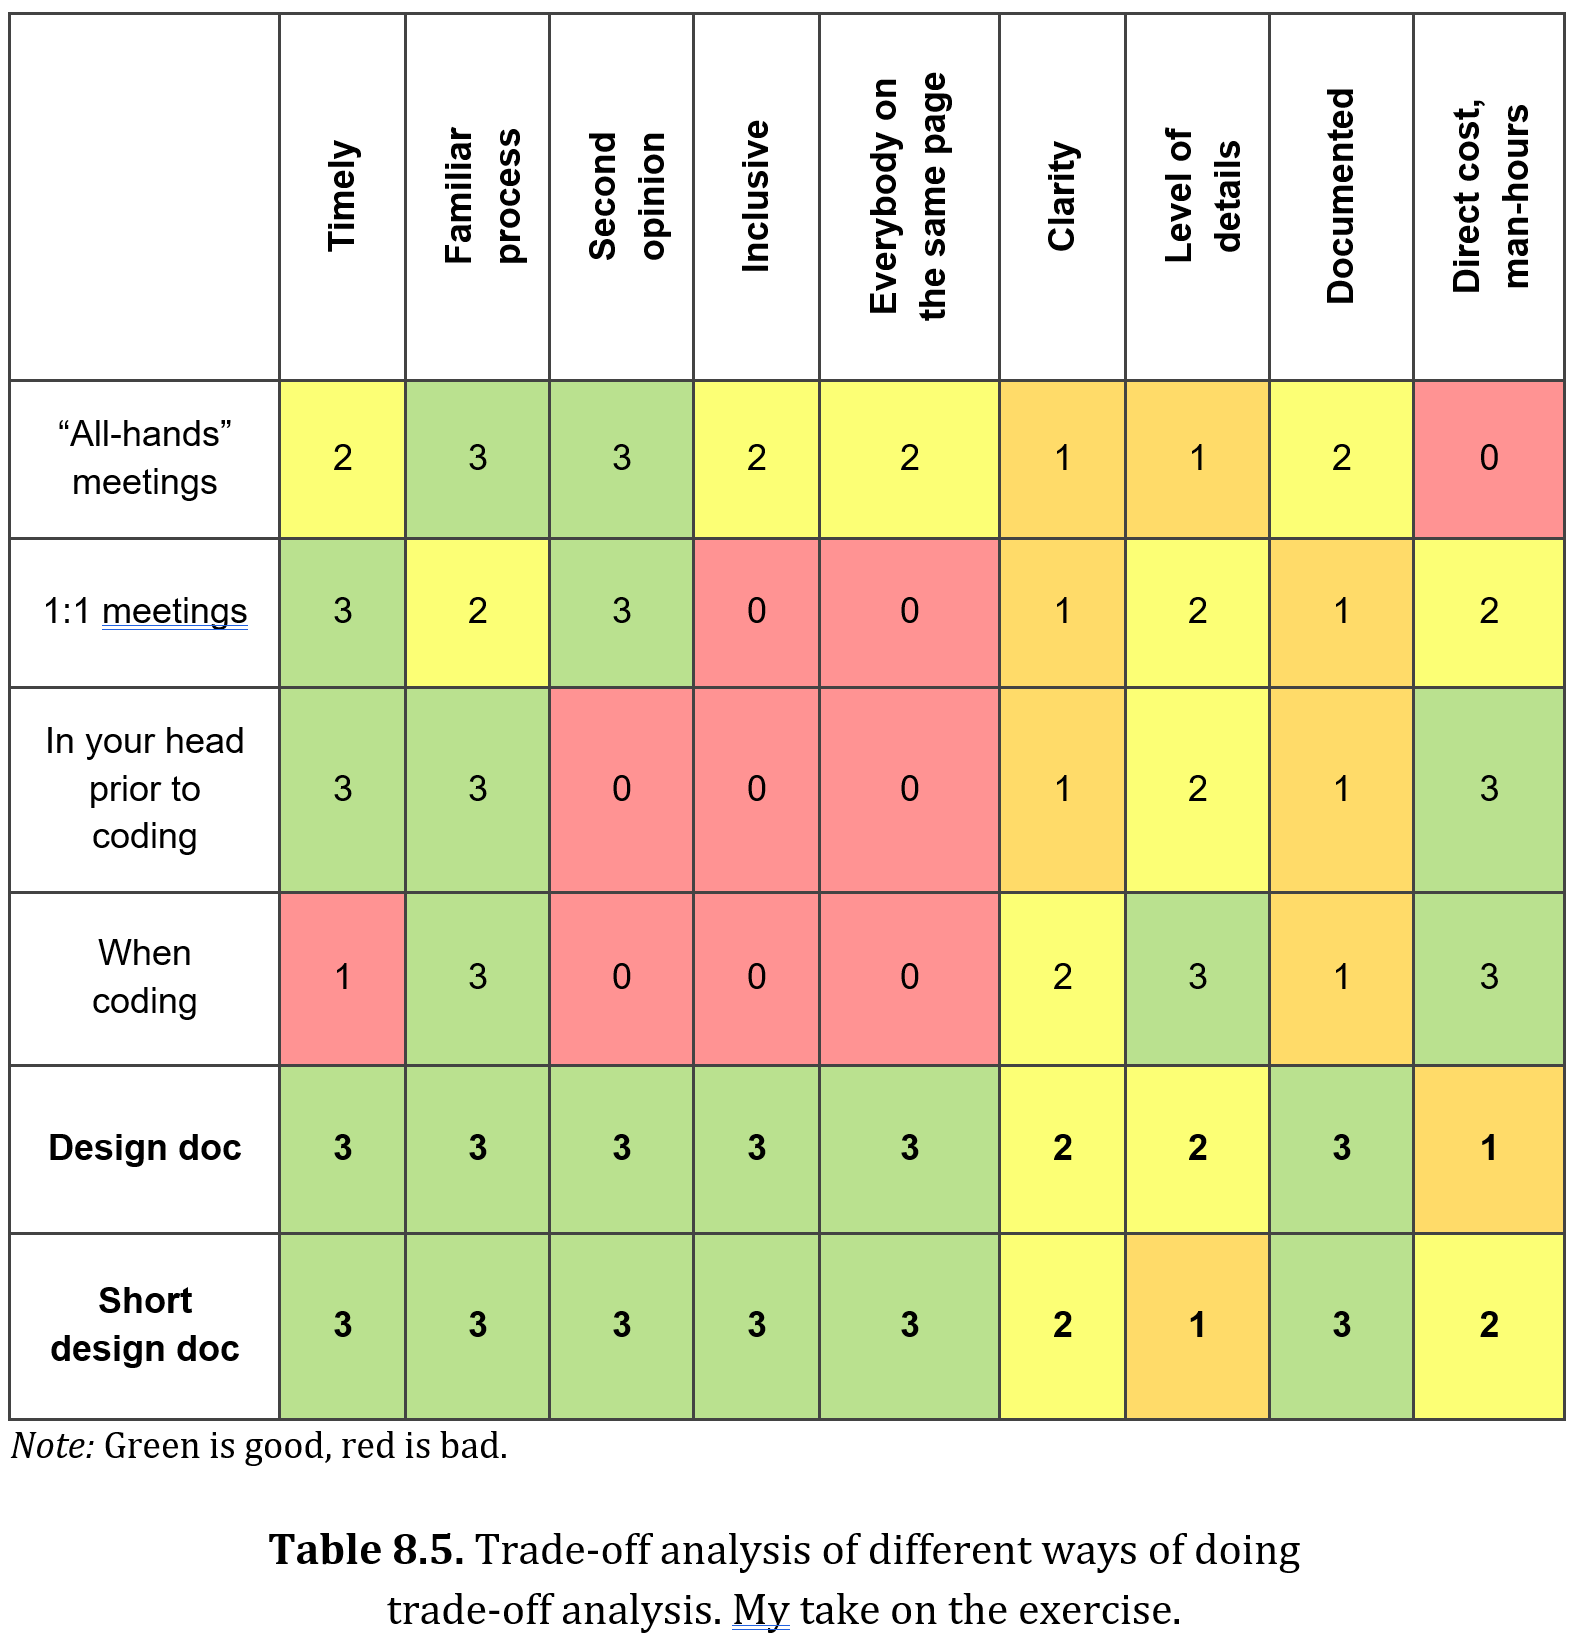 Timely
Familiar
process
Second
opinion
Inclusive
Everybody on
the same page
Clarity
Level of
details
Documented
Direct cost,
man-hours
“All-hands”
meetings
2 3 3 2 2 1 1 2 0
1:1 meetings
3 2 3 0 0 1 2 1 2
In your head
prior to
coding
3 3 0 0 0 1 2 1 3
When
coding
1 3 0 0 0 2 3 1 3
Design doc
3 3 3 3 3 2 2 3 1
Short
design doc
3 3 3 3 3 2 1 3 2
Note: Green is good, red is bad.
Table 8.5. Trade-off analysis of different ways of doing
trade-off analysis. My take on the exercise.